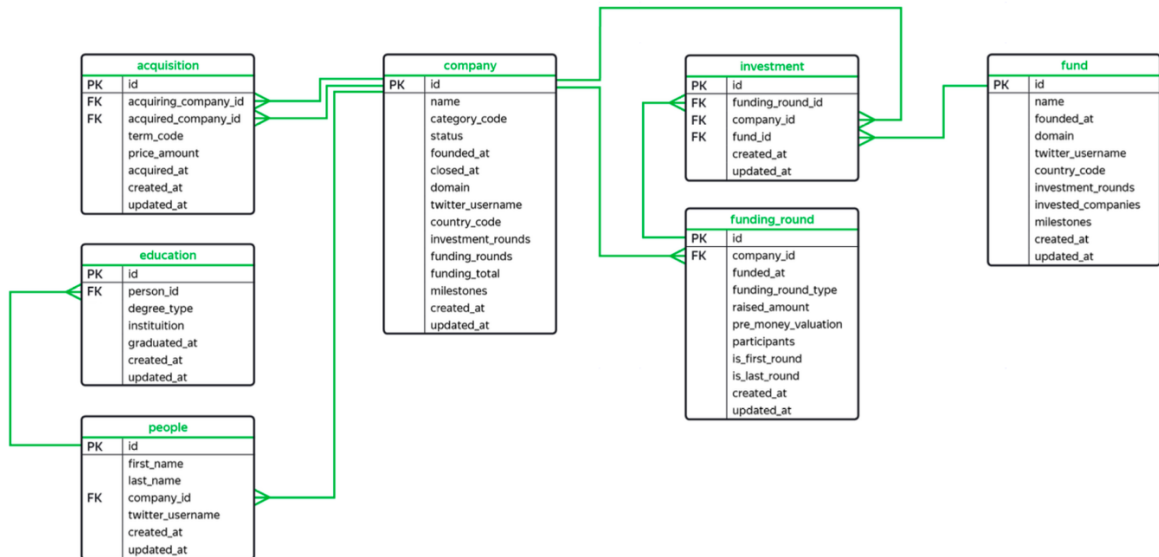 acquisition
PK id
FK acquiring_company_id
FK acquired_company_id
term_code
price_amount
acquired_at
created_at
updated_at
education
PK id
FK person_id
degree_type
instituition
graduated_at
created_at
updated_at
people
PK id
first_name
last_name
FK company_id
twitter_username
created_at
updated_at
company
PK id
name
category_code
status
founded_at
closed_at
domain
twitter_username
country_code
investment_rounds
funding_rounds
funding_total
milestones
created_at
updated_at
investment
PK id
FK funding_round_id
FK company_id
FK fund_id
created_at
updated_at
funding_round
PK id
FK company_id
funded_at
funding_round_type
raised_amount
pre_money_valuation
participants
is_first_round
is_last_round
created_at
updated_at
fund
PK id
name
founded_at
domain
twitter_username
country_code
investment_rounds
invested_companies
milestones
created_at
updated_at